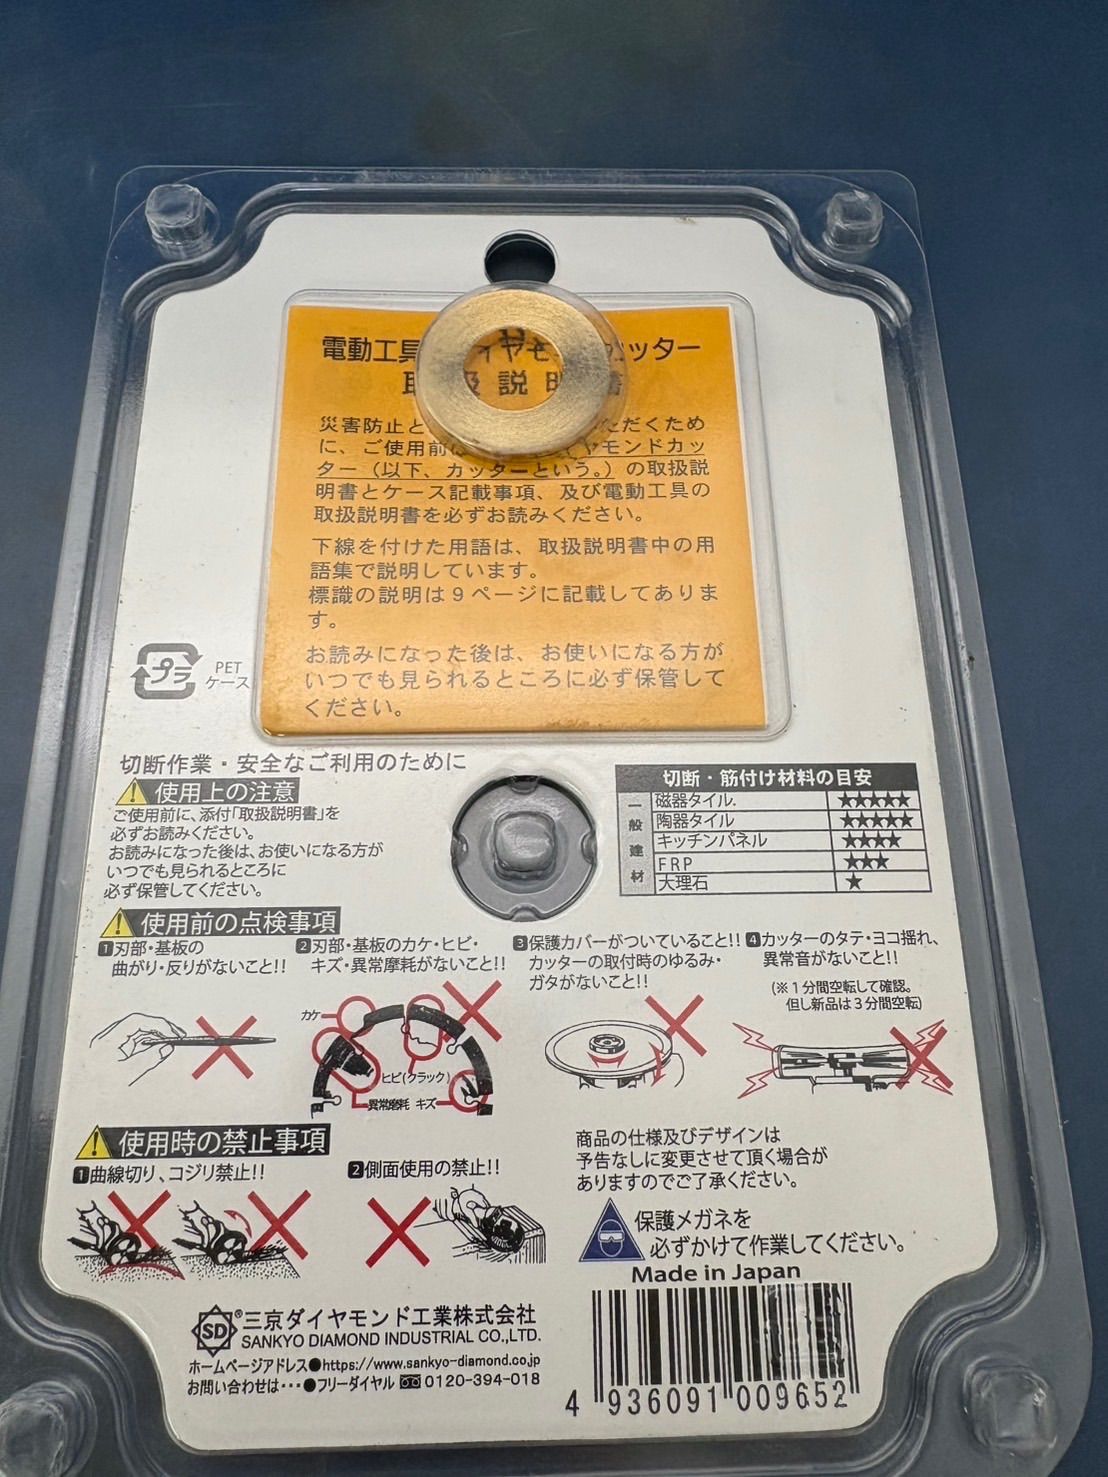 電動工具
ッター
説
災害防止と
ただくため
に、ご使用前
ヤモンドカッ
ター（以下、カッターという。）の取扱説
明書とケース記載事項、及び電動工具の
取扱説明書を必ずお読みください。
下線を付けた用語は、取扱説明書中の用
語集で説明しています。
標識の説明は９ページに記載してありま
す。
お読みになった後は、お使いになる方が
いつでも見られるところに必ず保管して
ください。
プラ
PET
ケース
切断作業・安全なご利用のために
使用上の注意
ご使用前に、添付「取扱説明書」を
必ずお読みください。
お読みになった後は、お使いになる方が
いつでも見られるところに
必ず保管してください。
切断・筋付け材料の目安
一般建材
磁器タイル. ★★★★★
陶器タイル ★★★★★
キッチンパネル ★★★★
FRP ★★★
大理石 ★
使用前の点検事項
1 刃部・基板の
曲がり・反りがないこと!!
2 刃部・基板のカケ・ヒビ・
キズ・異常摩耗がないこと!!
カケ
ヒビ(クラック)
異常摩耗 キズ
3 保護カバーがついていること!!
カッターの取付時のゆるみ・
ガタがないこと!!
4 カッターのタテ・ヨコ揺れ、
異常音がないこと!!
(※１分間空転して確認。
但し新品は３分間空転)
使用時の禁止事項
1 曲線切り、コジリ禁止!!
2 側面使用の禁止!!
商品の仕様及びデザインは
予告なしに変更させて頂く場合が
ありますのでご了承ください。
保護メガネを
必ずかけて作業してください。
Made in Japan
SD ® 三京ダイヤモンド工業株式会社
SANKYO DIAMOND INDUSTRIAL CO.,LTD.
ホームページアドレス●https://www.sankyo-diamond.co.jp
お問い合わせは・・・●フリーダイヤル 0120-394-018
4 936091 009652